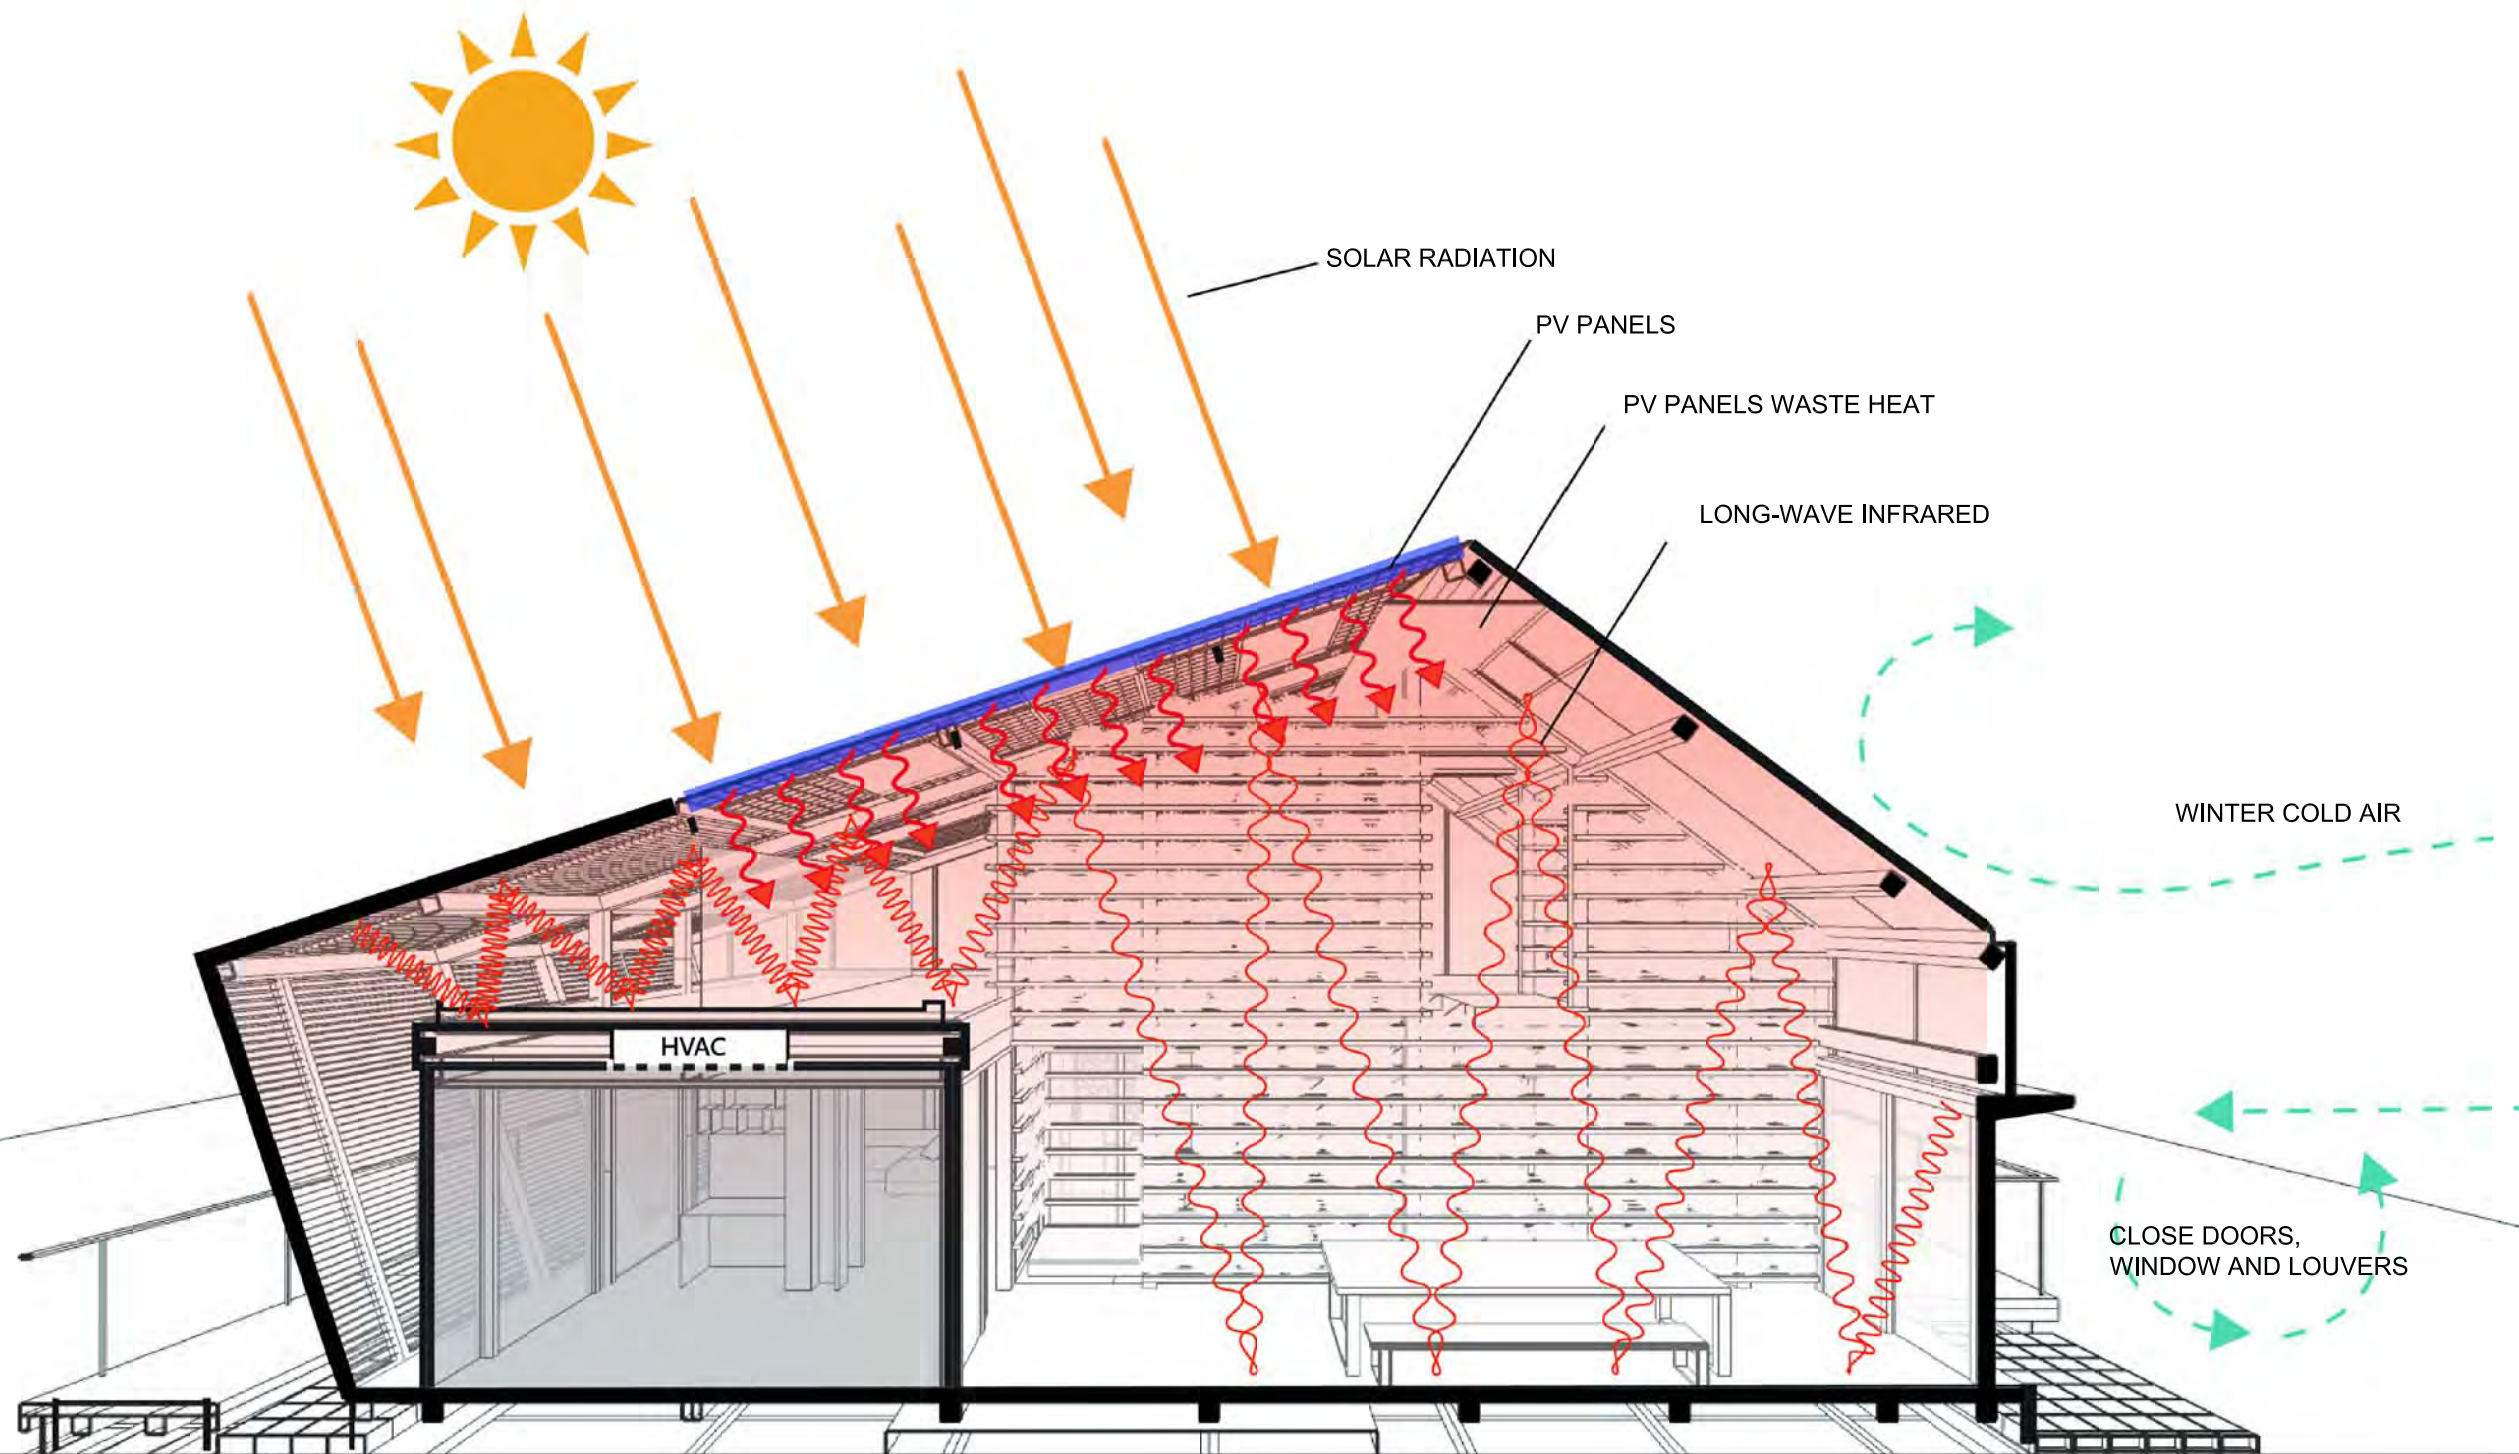 SOLAR RADIATION
PV PANELS
PV PANELS WASTE HEAT
LONG-WAVE INFRARED
WINTER COLD AIR
HVAC
CLOSE DOORS,
WINDOW AND LOUVERS